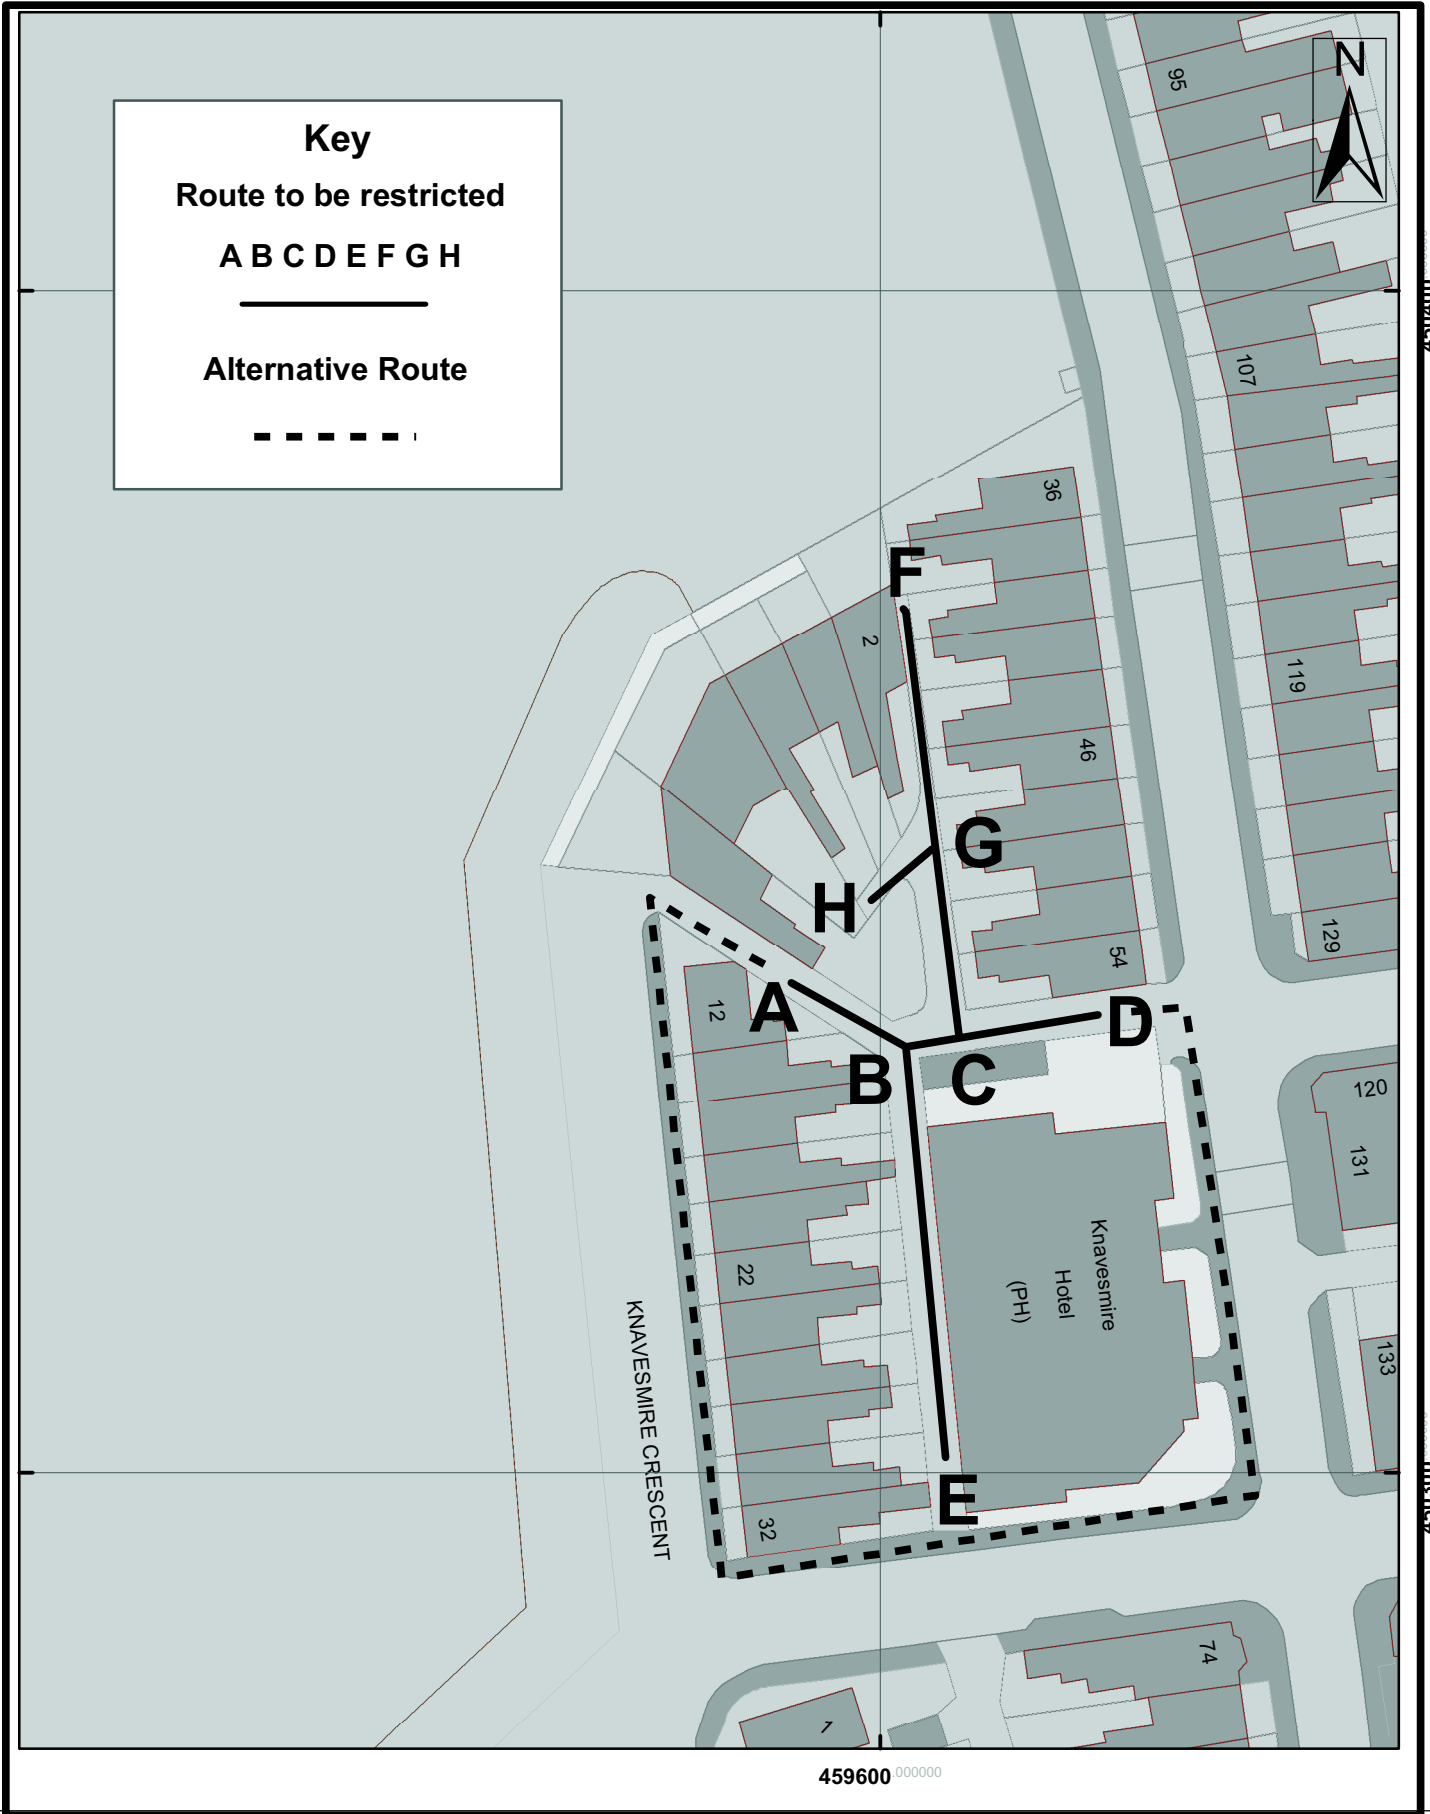 Key
Route to be restricted
A B C D E F G H
Alternative Route
N
95
107
36
F
2
119
46
G
H
129
54
12
A
D
B
C
120
131
22
Knavesmire
Hotel
(PH)
KNAVESMIRE CRESCENT
133
E
32
74
1
459600.000000